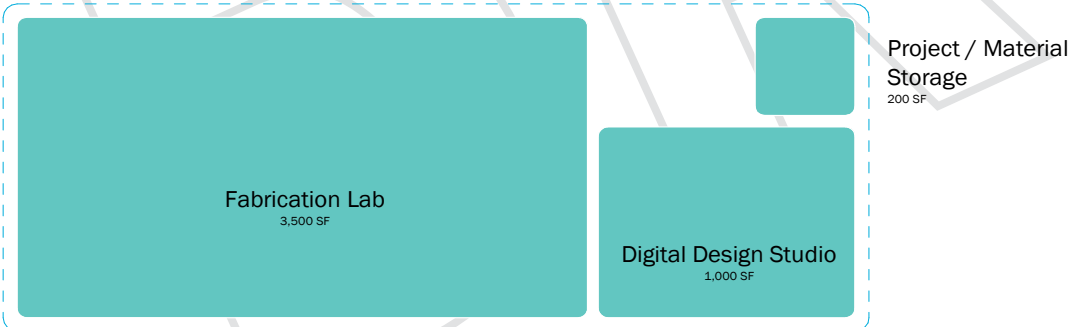 Project / Material
Storage
200 SF
Fabrication Lab
3,500 SF
Digital Design Studio
1,000 SF